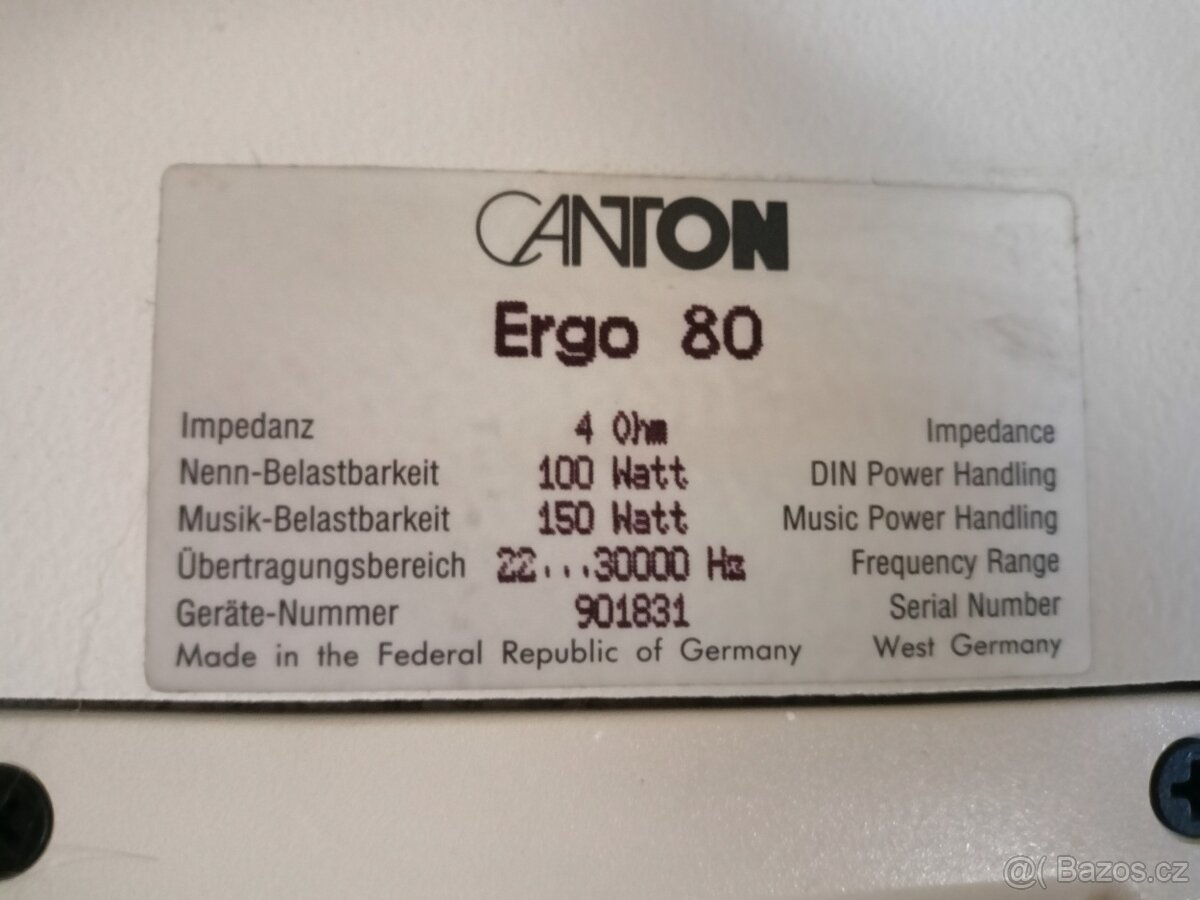 CANTON
Ergo 80
Impedanz 4 Ohm Impedance
Nenn-Belastbarkeit 100 Watt DIN Power Handling
Musik-Belastbarkeit 150 Watt Music Power Handling
Übertragungsbereich 22...30000 Hz Frequency Range
Geräte-Nummer 901831 Serial Number
Made in the Federal Republic of Germany West Germany
@( Bazos.cz